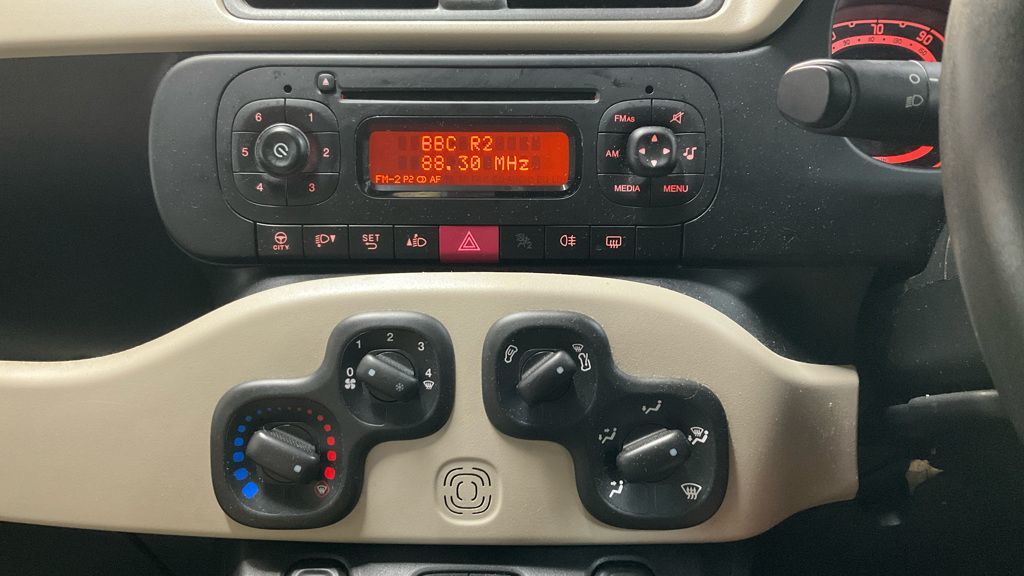 70
90
6
1
5
2
4
3
BBC R2
88.30 MHz
FM-2 P2 AF
FMAS
AM
MEDIA
MENU
CITY
SET
1
2
3
0
4